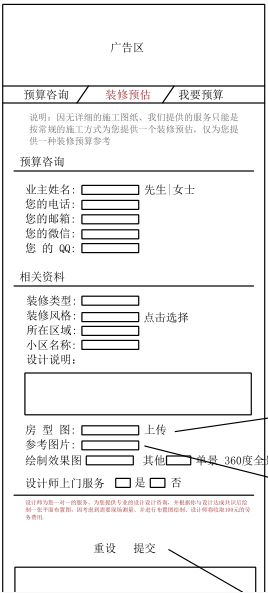 广告区
预算咨询 装修预估 我要预算
说明：因无详细的施工图纸、我们提供的服务只能是
按常规的施工方式为您提供一个装修预估，仅为您提
供一种装修预算参考
预算咨询
业主姓名: 先生|女士
您的电话:
您的邮箱:
您的微信:
您 的 QQ:
相关资料
装修类型:
装修风格: 点击选择
所在区域:
小区名称:
设计说明:
房 型 图: 上传
参考图片:
绘制效果图 其他 单景 360度全
设计师上门服务 是 否
设计师为您一对一的服务，为您提供专业的设计设计咨询，并根据你与设计达成共识后绘
制一张平面布置图，因考虑到需要现场测量、并进行布置图绘制、设计师将收取100元的劳
务费用
重设 提交